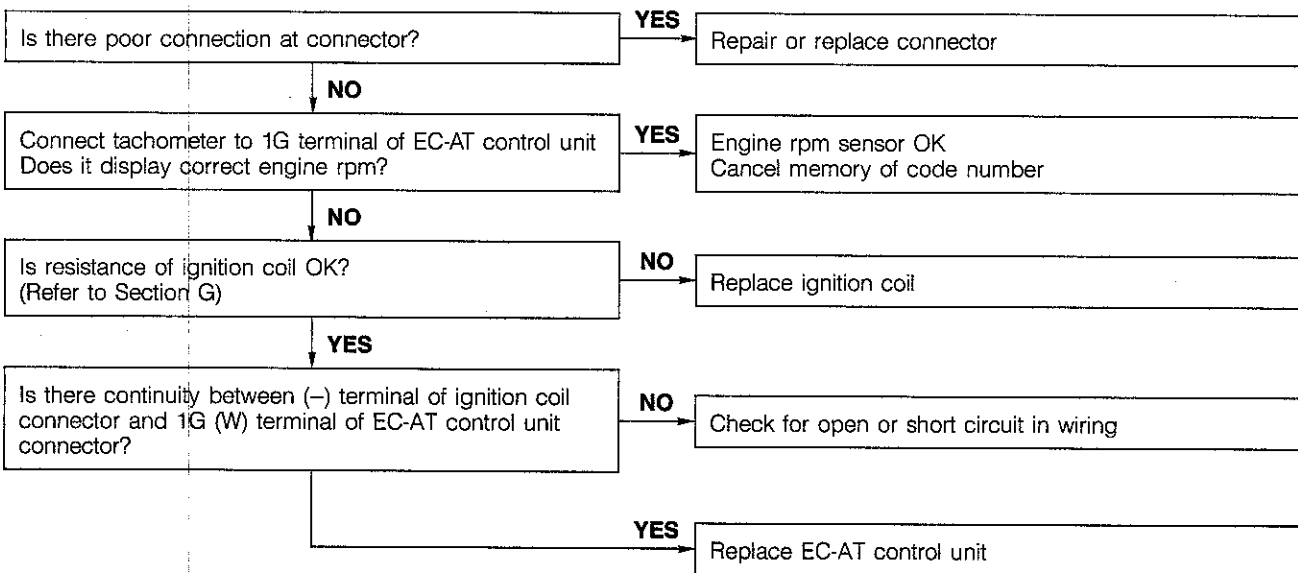 Is there poor connection at connector?
YES
Repair or replace connector
NO
Connect tachometer to 1G terminal of EC-AT control unit
Does it display correct engine rpm?
YES
Engine rpm sensor OK
Cancel memory of code number
NO
Is resistance of ignition coil OK?
(Refer to Section G)
NO
Replace ignition coil
YES
Is there continuity between (–) terminal of ignition coil
connector and 1G (W) terminal of EC-AT control unit
connector?
NO
Check for open or short circuit in wiring
YES
Replace EC-AT control unit